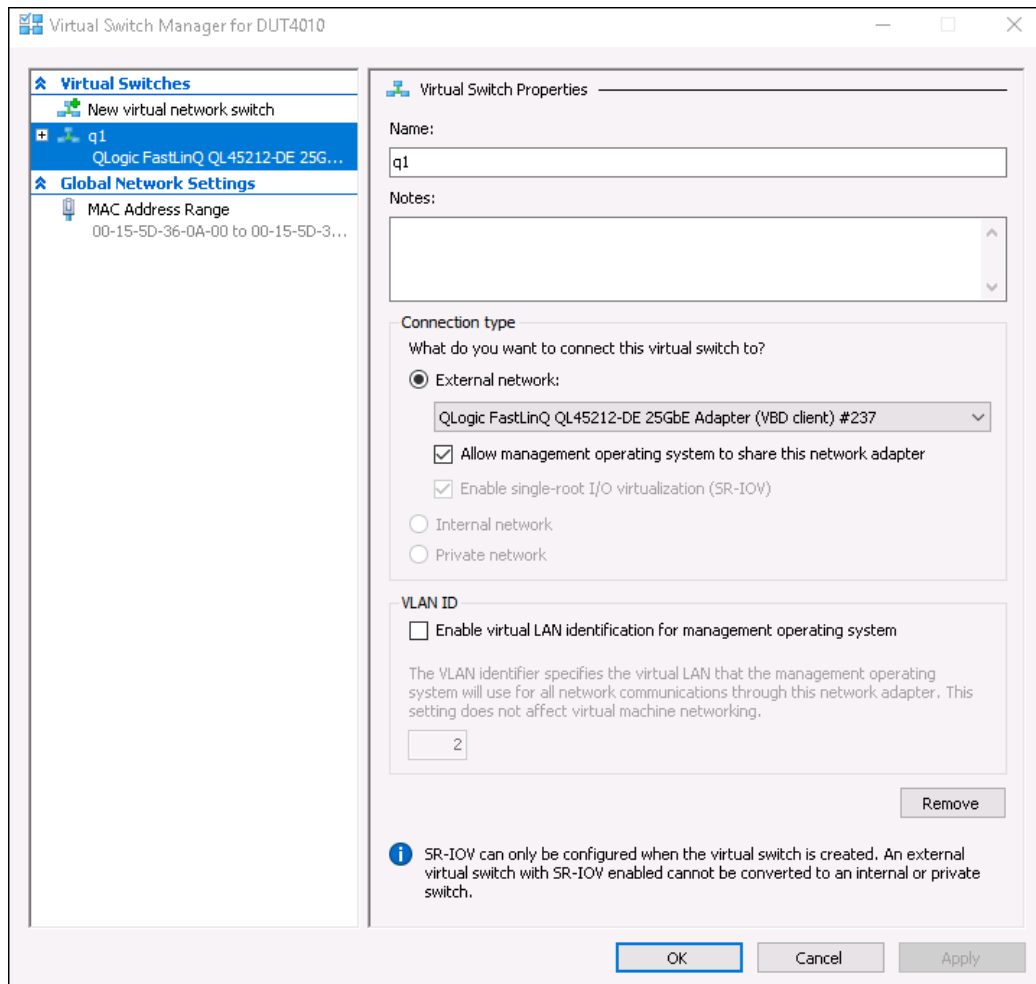 Virtual Switch Manager for DUT4010
Virtual Switches
New virtual network switch
q1
QLogic FastLinQ QL45212-DE 25G...
Global Network Settings
MAC Address Range
00-15-5D-36-0A-00 to 00-15-5D-3...
Virtual Switch Properties
Name:
q1
Notes:
Connection type
What do you want to connect this virtual switch to?
External network:
QLogic FastLinQ QL45212-DE 25GbE Adapter (VBD client) #237
Allow management operating system to share this network adapter
Enable single-root I/O virtualization (SR-IOV)
Internal network
Private network
VLAN ID
Enable virtual LAN identification for management operating system
The VLAN identifier specifies the virtual LAN that the management operating
system will use for all network communications through this network adapter. This
setting does not affect virtual machine networking.
2
Remove
SR-IOV can only be configured when the virtual switch is created. An external
virtual switch with SR-IOV enabled cannot be converted to an internal or private
switch.
OK
Cancel
Apply